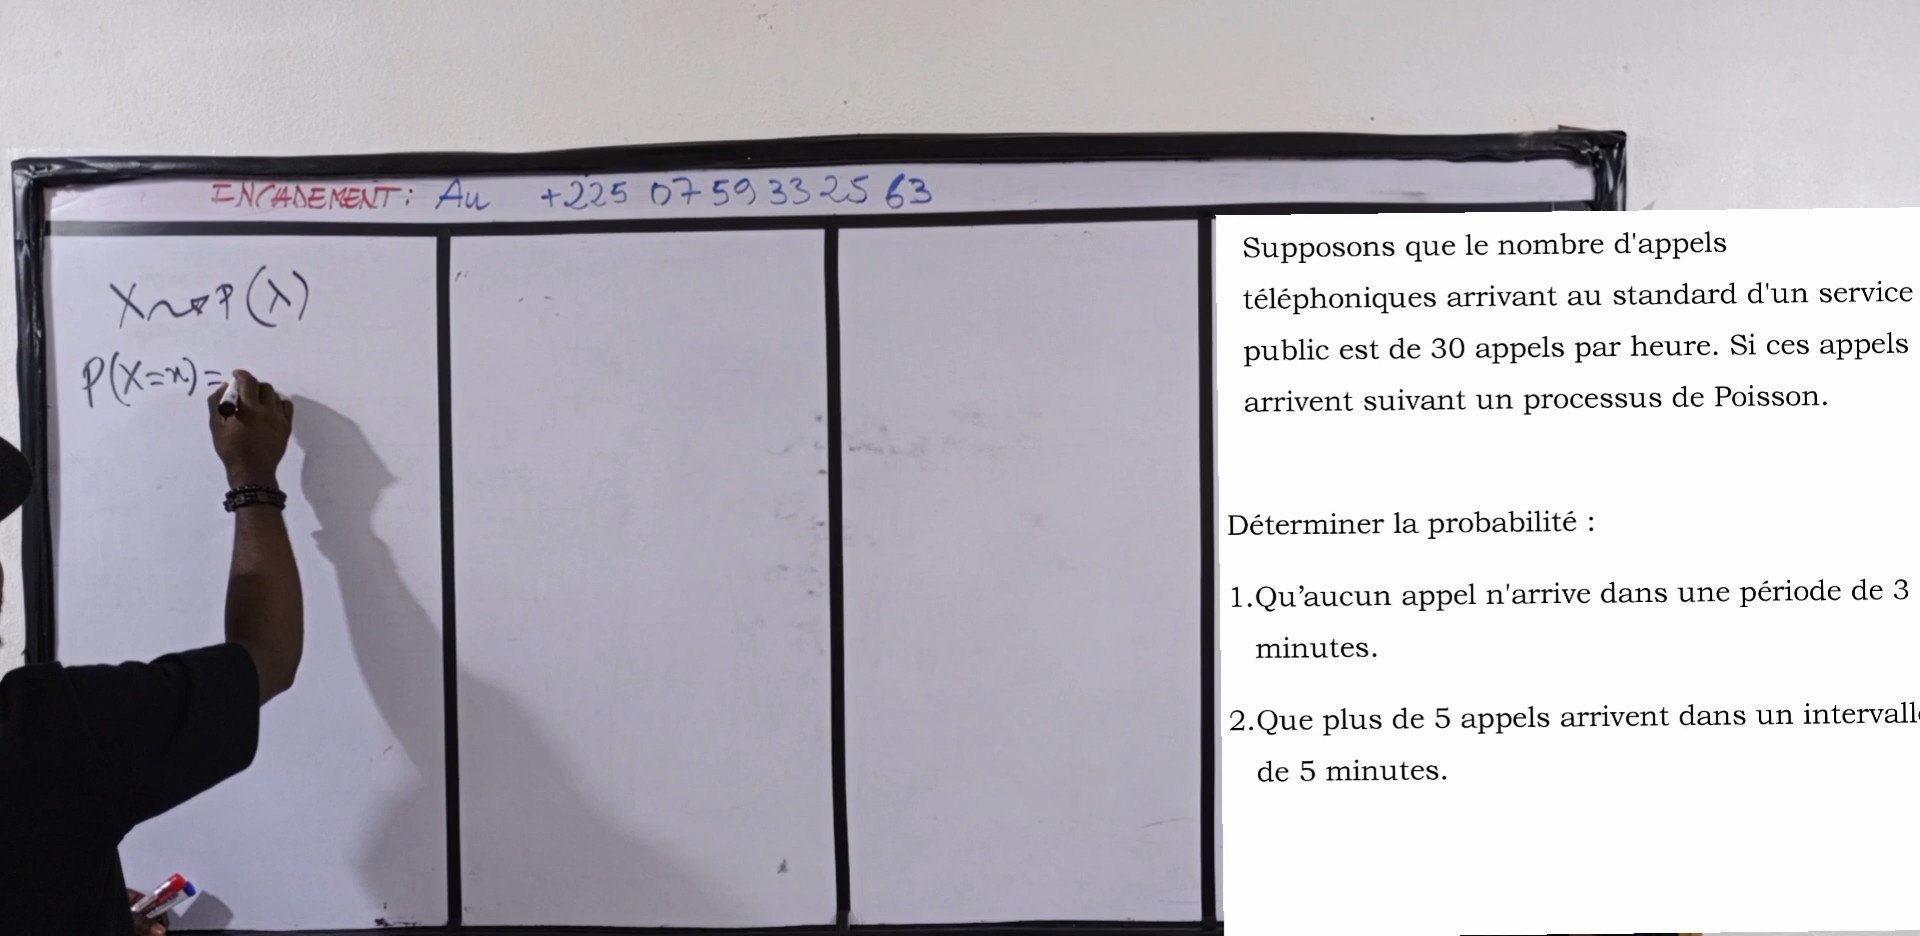 INCADEMENT: Au +225 07 59 33 25 63
X⇝P(λ)
P(X=x)=
Supposons que le nombre d'appels
téléphoniques arrivant au standard d'un service
public est de 30 appels par heure. Si ces appels
arrivent suivant un processus de Poisson.
Déterminer la probabilité :
1.Qu’aucun appel n'arrive dans une période de 3
minutes.
2.Que plus de 5 appels arrivent dans un intervalle
de 5 minutes.